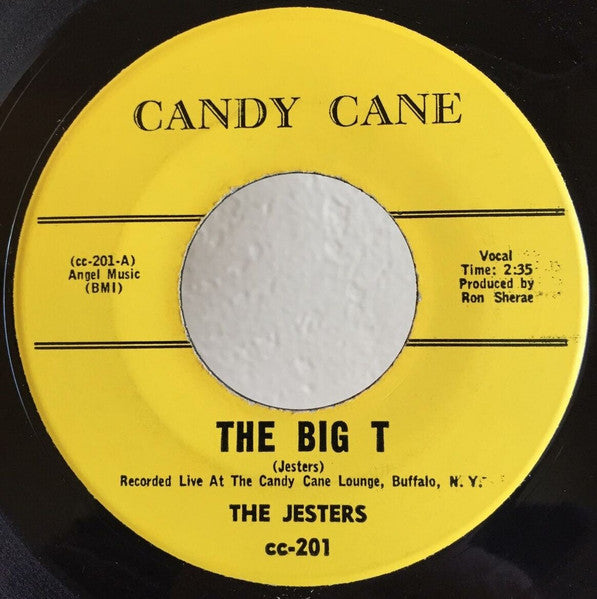 CANDY CANE
(cc-201-A)
Angel Music
(BMI)
Vocal
Time: 2:35
Produced by
Ron Sherae
THE BIG T
(Jesters)
Recorded Live At The Candy Cane Lounge, Buffalo, N. Y.
THE JESTERS
cc-201